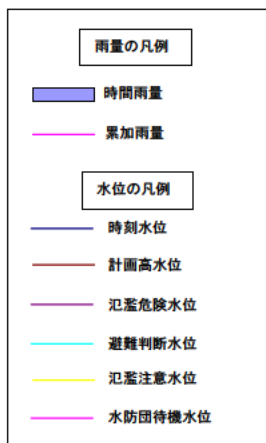 雨量の凡例
時間雨量
累加雨量
水位の凡例
時刻水位
計画高水位
氾濫危険水位
避難判断水位
氾濫注意水位
水防団待機水位